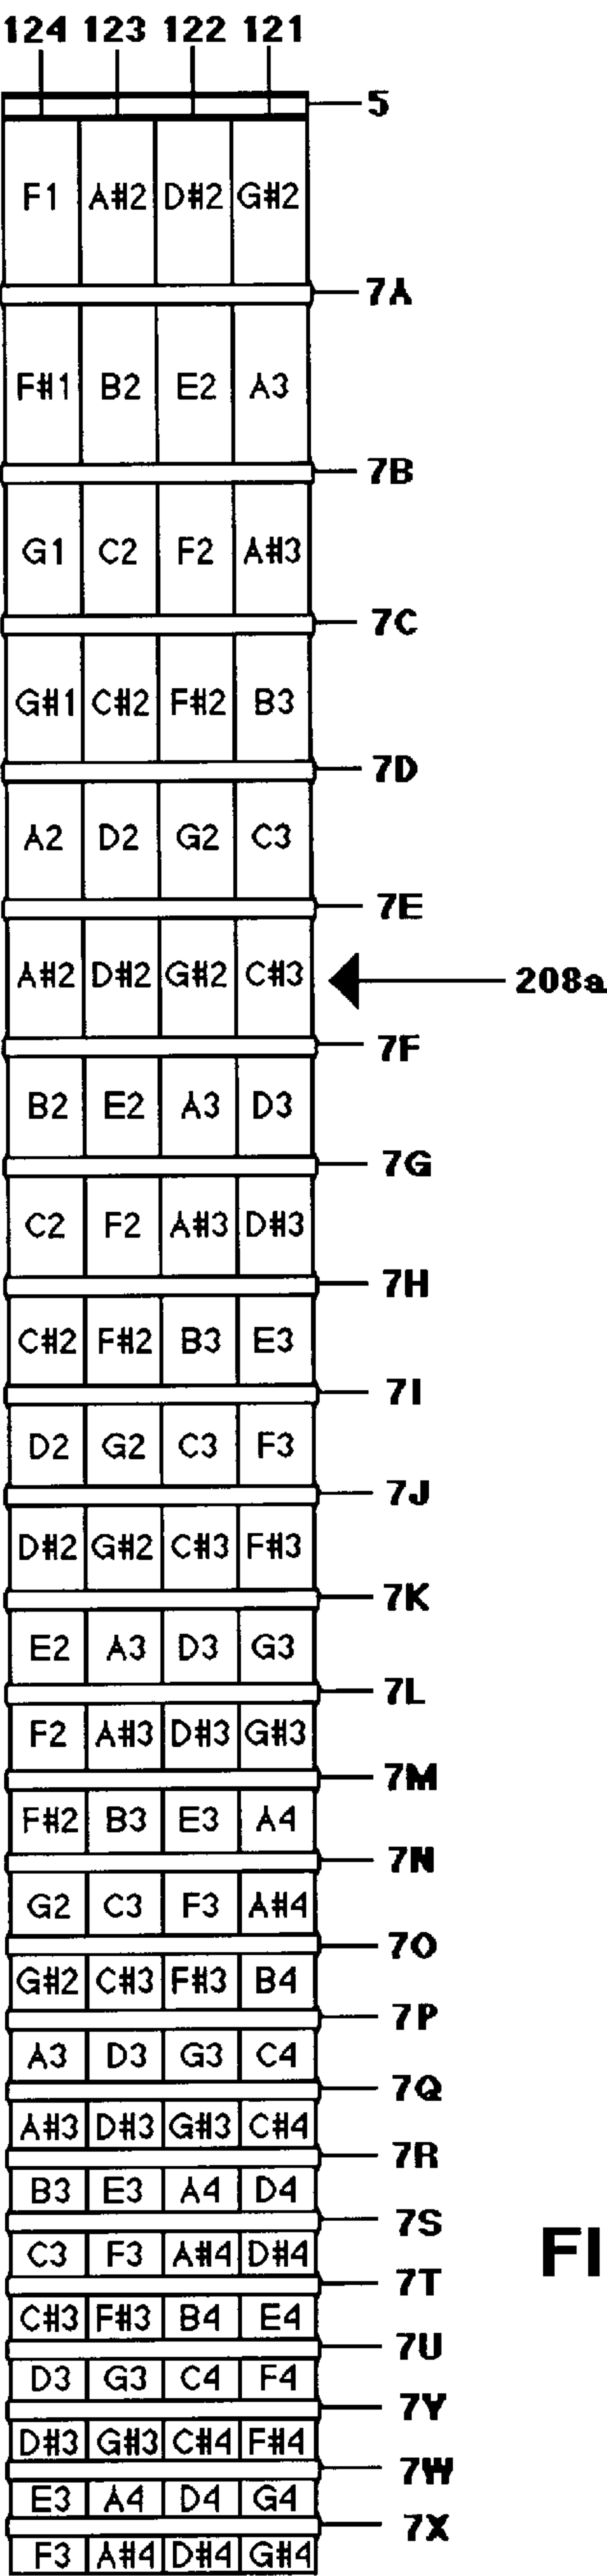 124 123 122 121
5
F1 A#2 D#2 G#2
7A
F#1 B2 E2 A3
7B
G1 C2 F2 A#3
7C
G#1 C#2 F#2 B3
7D
A2 D2 G2 C3
7E
A#2 D#2 G#2 C#3
208a
7F
B2 E2 A3 D3
7G
C2 F2 A#3 D#3
7H
C#2 F#2 B3 E3
7I
D2 G2 C3 F3
7J
D#2 G#2 C#3 F#3
7K
E2 A3 D3 G3
7L
F2 A#3 D#3 G#3
7M
F#2 B3 E3 A4
7N
G2 C3 F3 A#4
7O
G#2 C#3 F#3 B4
7P
A3 D3 G3 C4
7Q
A#3 D#3 G#3 C#4
7R
B3 E3 A4 D4
7S
C3 F3 A#4 D#4
FI
7T
C#3 F#3 B4 E4
7U
D3 G3 C4 F4
7Y
D#3 G#3 C#4 F#4
7W
E3 A4 D4 G4
7X
F3 A#4 D#4 G#4